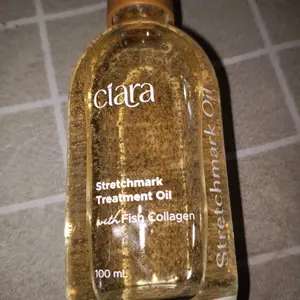 clara
Stretchmark
Treatment Oil
with Fish Collagen
100 mL
Stretchmark Oil